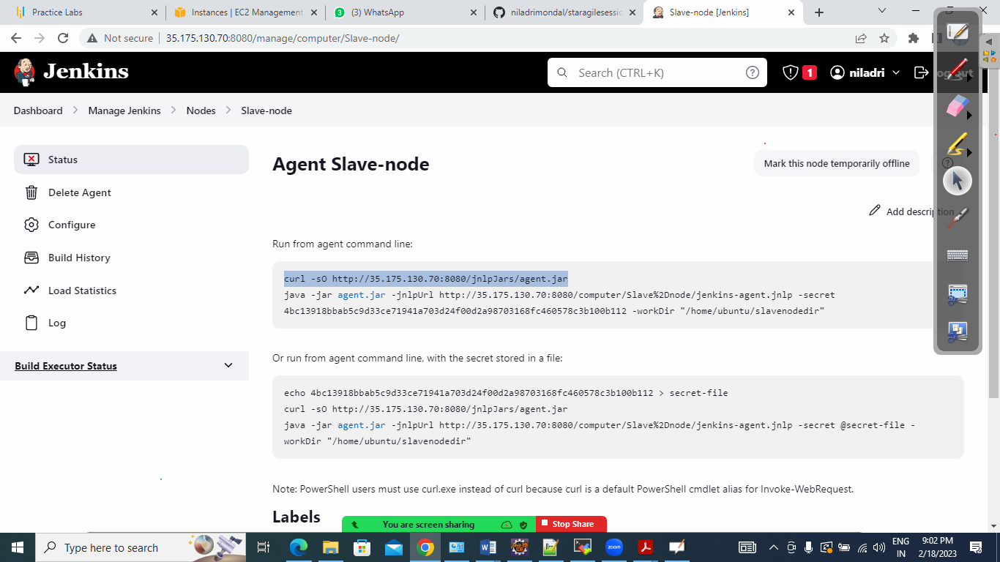 Practice Labs
Instances | EC2 Management
(3) WhatsApp
niladrimondal/staragilesessio
Slave-node [Jenkins]
Not secure
35.175.130.70:8080/manage/computer/Slave-node/
Jenkins
Search (CTRL+K)
1
niladri
Dashboard
Manage Jenkins
Nodes
Slave-node
Status
Delete Agent
Configure
Build History
Load Statistics
Log
Build Executor Status
Agent Slave-node
Mark this node temporarily offline
Add description
Run from agent command line:
curl -sO http://35.175.130.70:8080/jnlpJars/agent.jar
java -jar agent.jar -jnlpUrl http://35.175.130.70:8080/computer/Slave%2Dnode/jenkins-agent.jnlp -secret
4bc13918bbab5c9d33ce71941a703d24f00d2a98703168fc460578c3b100b112 -workDir "/home/ubuntu/slavenodedir"
Or run from agent command line, with the secret stored in a file:
echo 4bc13918bbab5c9d33ce71941a703d24f00d2a98703168fc460578c3b100b112 > secret-file
curl -sO http://35.175.130.70:8080/jnlpJars/agent.jar
java -jar agent.jar -jnlpUrl http://35.175.130.70:8080/computer/Slave%2Dnode/jenkins-agent.jnlp -secret @secret-file -
workDir "/home/ubuntu/slavenodedir"
Note: PowerShell users must use curl.exe instead of curl because curl is a default PowerShell cmdlet alias for Invoke-WebRequest.
Labels
You are screen sharing
Stop Share
Type here to search
zoom
ENG
IN
9:02 PM
2/18/2023